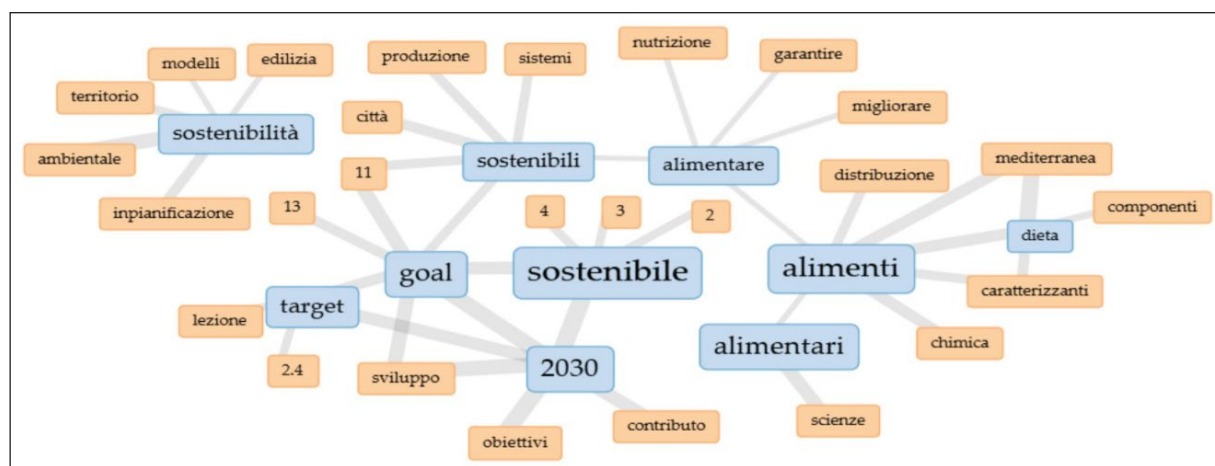 nutrizione
modelli
edilizia
produzione
sistemi
garantire
territorio
città
migliorare
sostenibilità
ambientale
sostenibili
alimentare
mediterranea
distribuzione
11
componenti
inpianificazione
13
4
3
2
dieta
goal
sostenibile
alimenti
caratterizzanti
target
lezione
chimica
alimentari
2.4
sviluppo
2030
scienze
contributo
obiettivi